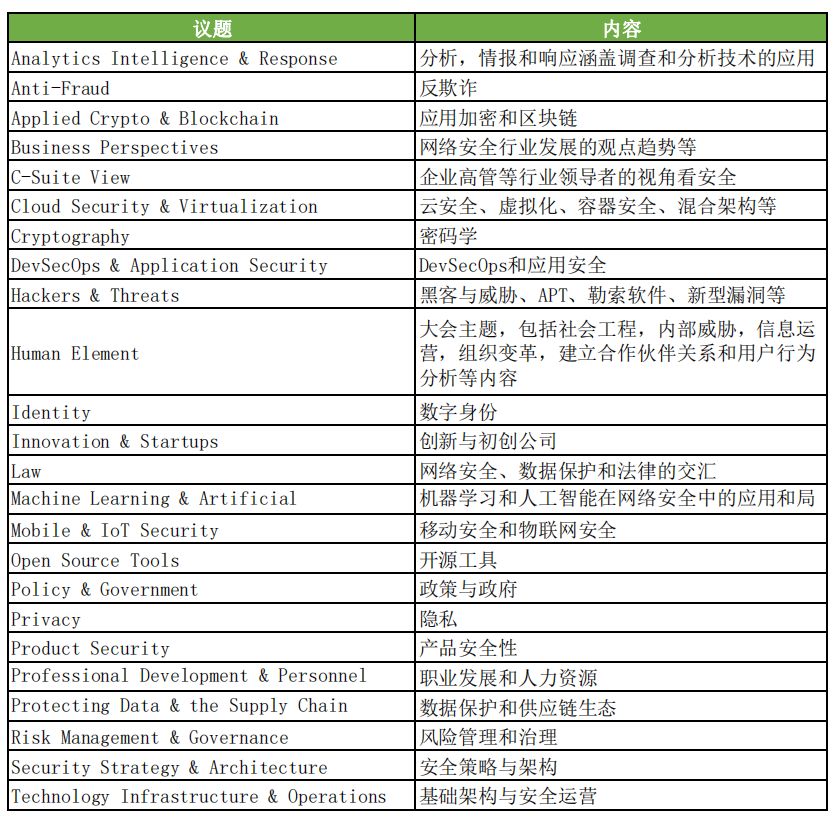 议题 内容
Analytics Intelligence & Response 分析，情报和响应涵盖调查和分析技术的应用
Anti-Fraud 反欺诈
Applied Crypto & Blockchain 应用加密和区块链
Business Perspectives 网络安全行业发展的观点趋势等
C-Suite View 企业高管等行业领导者的视角看安全
Cloud Security & Virtualization 云安全、虚拟化、容器安全、混合架构等
Cryptography 密码学
DevSecOps & Application Security DevSecOps和应用安全
Hackers & Threats 黑客与威胁、APT、勒索软件、新型漏洞等
Human Element 大会主题，包括社会工程，内部威胁，信息运
营，组织变革，建立合作伙伴关系和用户行为
分析等内容
Identity 数字身份
Innovation & Startups 创新与初创公司
Law 网络安全、数据保护和法律的交汇
Machine Learning & Artificial 机器学习和人工智能在网络安全中的应用和局
Mobile & IoT Security 移动安全和物联网安全
Open Source Tools 开源工具
Policy & Government 政策与政府
Privacy 隐私
Product Security 产品安全性
Professional Development & Personnel 职业发展和人力资源
Protecting Data & the Supply Chain 数据保护和供应链生态
Risk Management & Governance 风险管理和治理
Security Strategy & Architecture 安全策略与架构
Technology Infrastructure & Operations 基础架构与安全运营